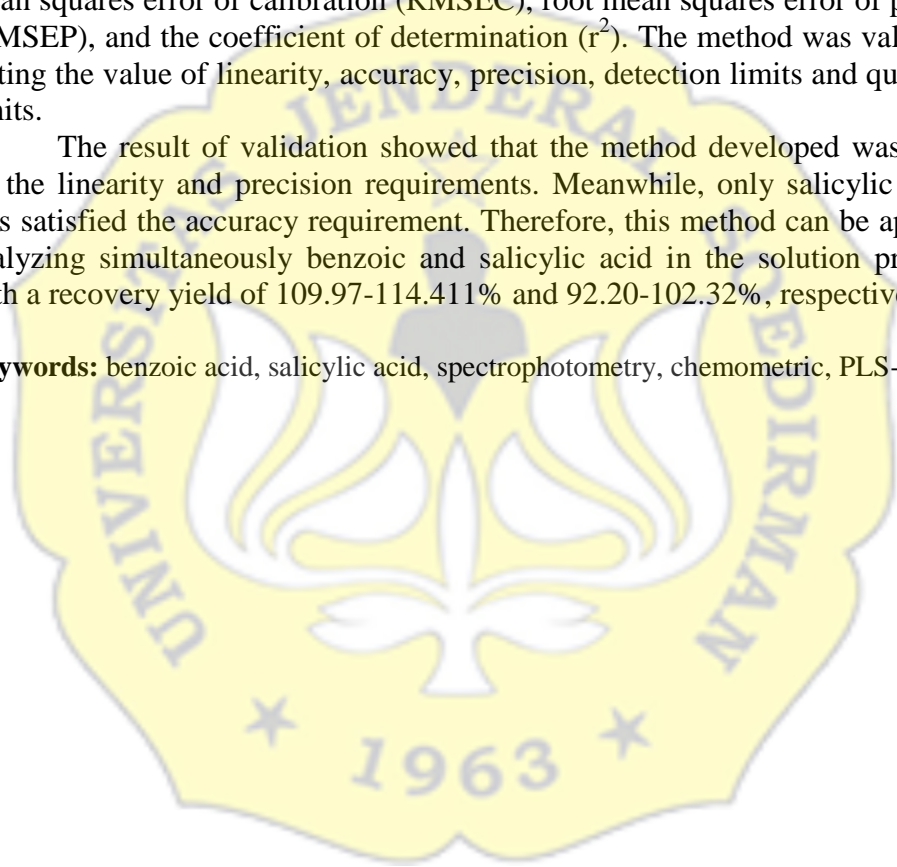 an squares error of calibration (RMSEC), root mean squares error of p
MSEP), and the coefficient of determination (r²). The method was val
ting the value of linearity, accuracy, precision, detection limits and qu
nits.
The result of validation showed that the method developed was
the linearity and precision requirements. Meanwhile, only salicylic
s satisfied the accuracy requirement. Therefore, this method can be ap
alyzing simultaneously benzoic and salicylic acid in the solution pr
th a recovery yield of 109.97-114.411% and 92.20-102.32%, respective
ywords: benzoic acid, salicylic acid, spectrophotometry, chemometric, PLS-
UNIVERSITAS JENDERAL SOEDIRMAN
1963